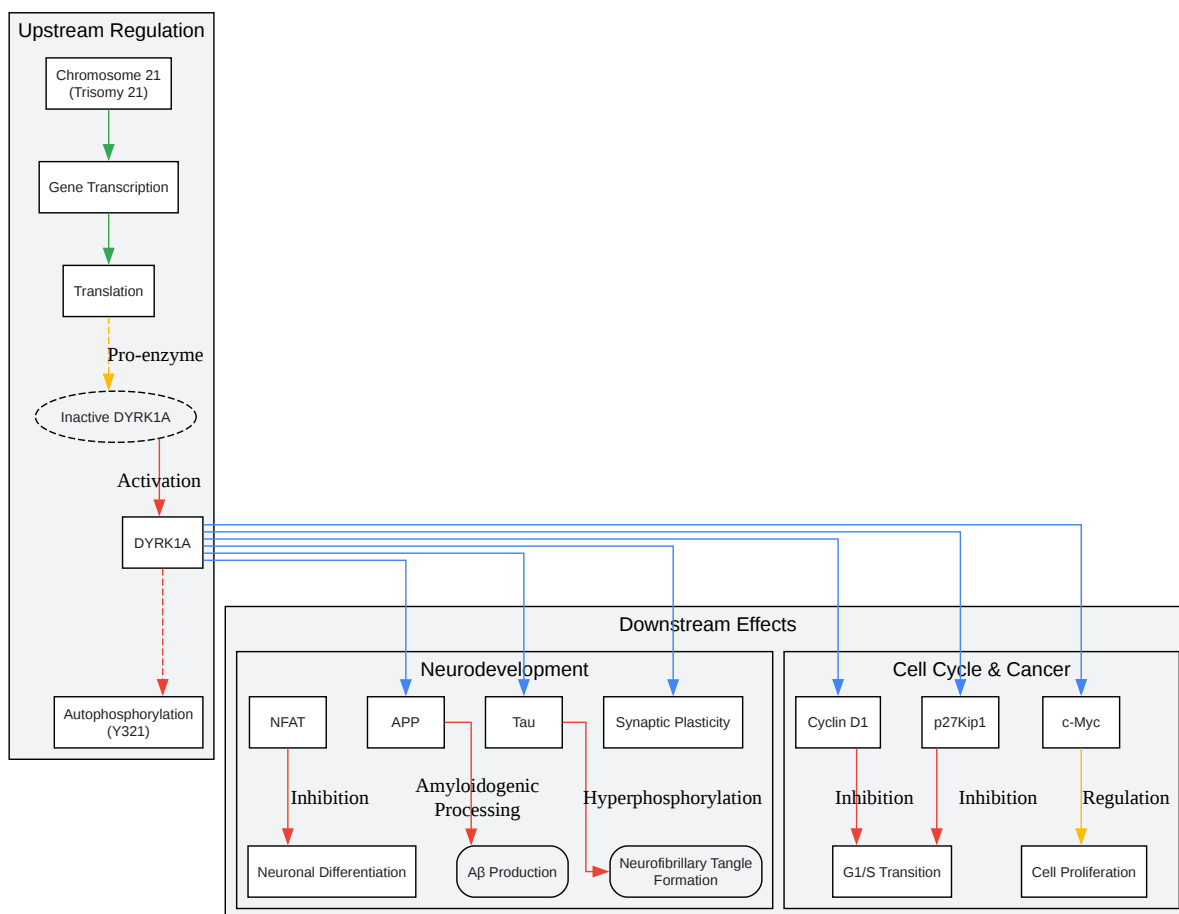 Upstream Regulation
Chromosome 21
(Trisomy 21)
Gene Transcription
Translation
Pro-enzyme
Inactive DYRK1A
Activation
DYRK1A
Autophosphorylation
(Y321)
Downstream Effects
Neurodevelopment
NFAT
APP
Tau
Synaptic Plasticity
Inhibition
Amyloidogenic
Processing
Hyperphosphorylation
Neuronal Differentiation
Aβ Production
Neurofibrillary Tangle
Formation
Cell Cycle & Cancer
Cyclin D1
p27Kip1
c-Myc
Inhibition
Inhibition
Regulation
G1/S Transition
Cell Proliferation